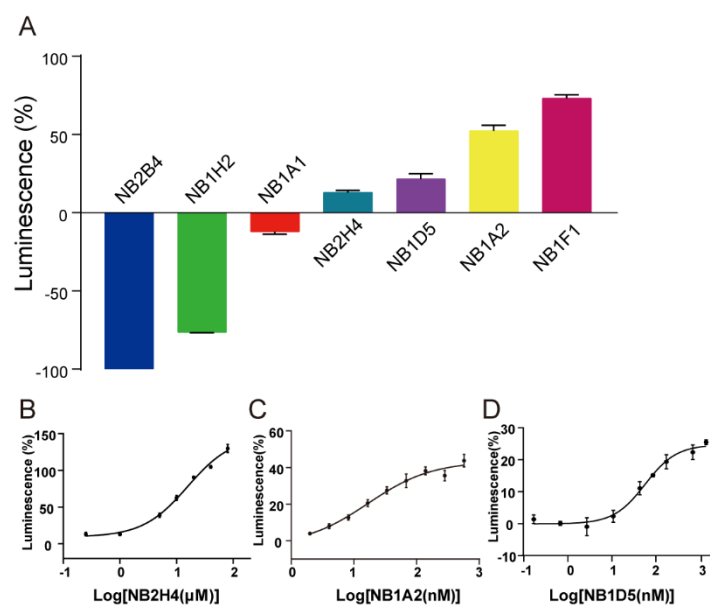 A
Luminescence (%)
100
50
0
-50
-100
NB2B4
NB1H2
NB1A1
NB2H4
NB1D5
NB1A2
NB1F1
B
Luminescence (%)
150
100
50
0
-1
0
1
2
Log[NB2H4(μM)]
C
Luminescence(%)
60
40
20
0
0
1
2
3
Log[NB1A2(nM)]
D
Luminescence(%)
30
20
10
0
-10
-1
0
1
2
3
Log[NB1D5(nM)]